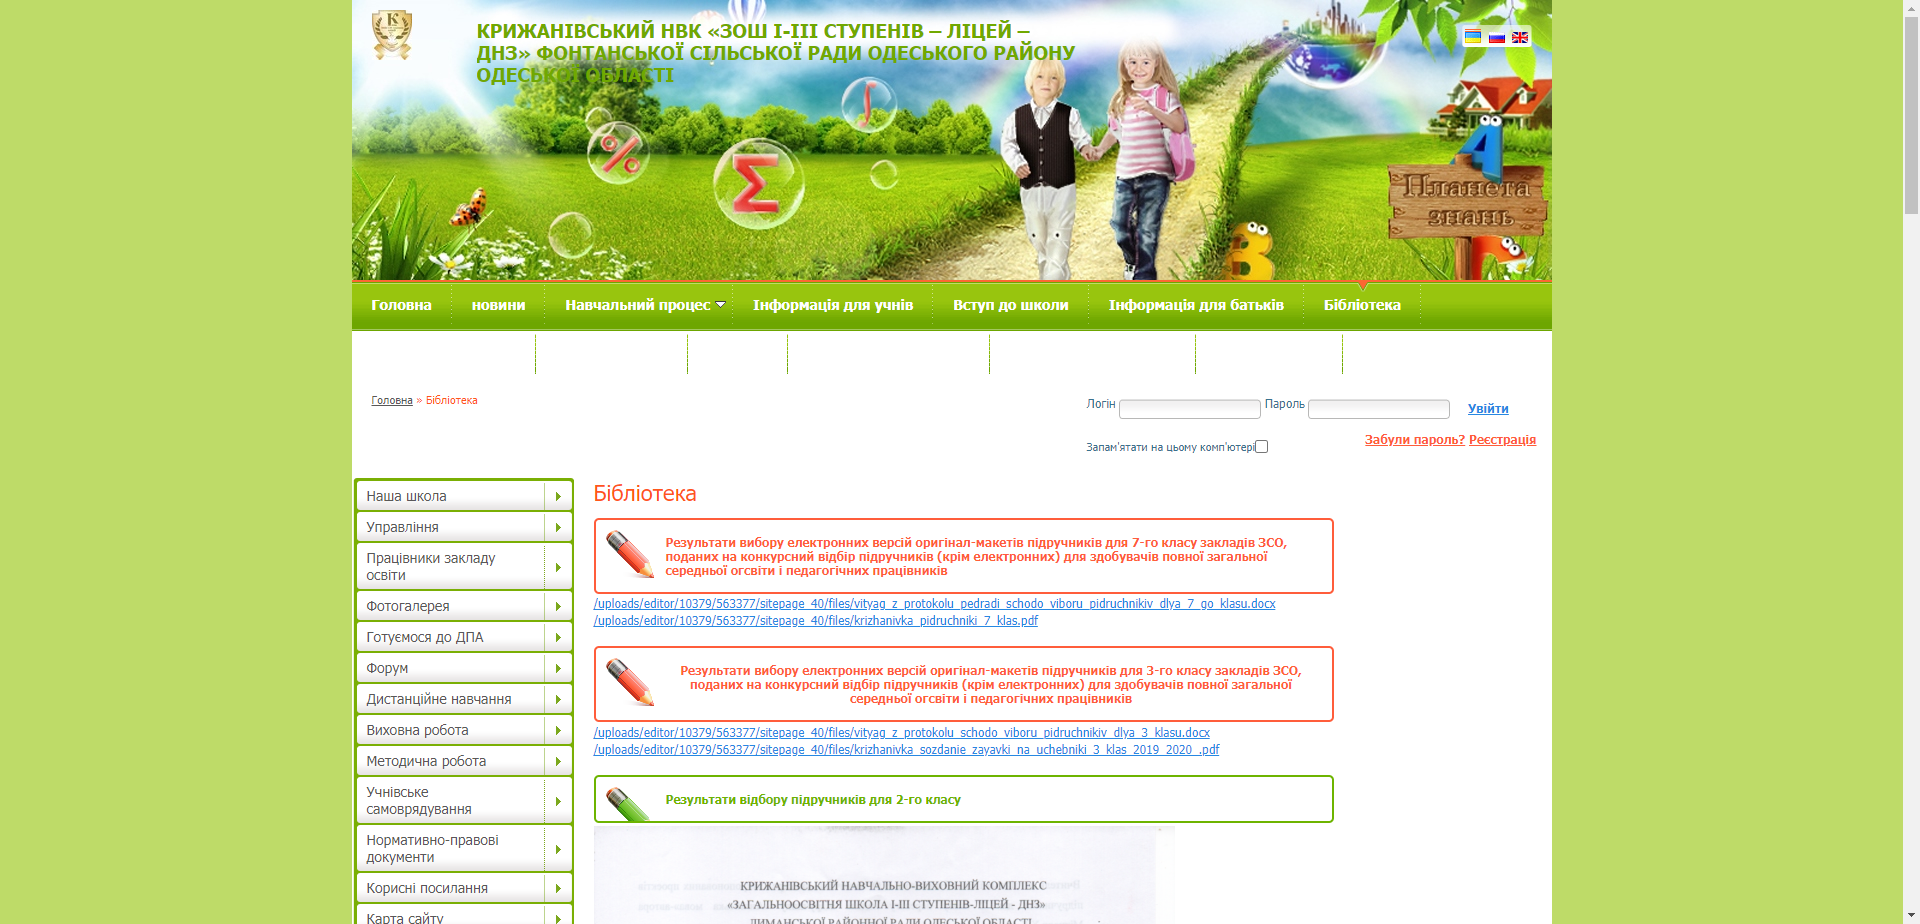 КРИЖАНІВСЬКИЙ НВК «ЗОШ І-ІІІ СТУПЕНІВ – ЛІЦЕЙ –
ДНЗ» ФОНТАНСЬКОЇ СІЛЬСЬКОЇ РАДИ ОДЕСЬКОГО РАЙОНУ
ОДЕСЬКОЇ ОБЛАСТІ
Планета
знань
Головна
новини
Навчальний процес
Інформація для учнів
Вступ до школи
Інформація для батьків
Бібліотека
Головна » Бібліотека
Логін
Пароль
Увійти
Запам'ятати на цьому комп'ютері
Забули пароль? Реєстрація
Наша школа
Управління
Працівники закладу
освіти
Фотогалерея
Готуємося до ДПА
Форум
Дистанційне навчання
Виховна робота
Методична робота
Учнівське
самоврядування
Нормативно-правові
документи
Корисні посилання
Карта сайту
Бібліотека
Результати вибору електронних версій оригінал-макетів підручників для 7-го класу закладів ЗСО,
поданих на конкурсний відбір підручників (крім електронних) для здобувачів повної загальної
середньої огсвіти і педагогічних працівників
/uploads/editor/10379/563377/sitepage_40/files/vityag_z_protokolu_pedradi_schodo_viboru_pidruchnikiv_dlya_7_go_klasu.docx
/uploads/editor/10379/563377/sitepage_40/files/krizhanivka_pidruchniki_7_klas.pdf
Результати вибору електронних версій оригінал-макетів підручників для 3-го класу закладів ЗСО,
поданих на конкурсний відбір підручників (крім електронних) для здобувачів повної загальної
середньої огсвіти і педагогічних працівників
/uploads/editor/10379/563377/sitepage_40/files/vityag_z_protokolu_schodo_viboru_pidruchnikiv_dlya_3_klasu.docx
/uploads/editor/10379/563377/sitepage_40/files/krizhanivka_sozdanie_zayavki_na_uchebniki_3_klas_2019_2020_.pdf
Результати відбору підручників для 2-го класу
КРИЖАНІВСЬКИЙ НАВЧАЛЬНО-ВИХОВНИЙ КОМПЛЕКС
«ЗАГАЛЬНООСВІТНЯ ШКОЛА І-ІІІ СТУПЕНІВ-ЛІЦЕЙ - ДНЗ»
ЛИМАНСЬКОЇ РАЙОННОЇ РАДИ ОДЕСЬКОЇ ОБЛАСТІ